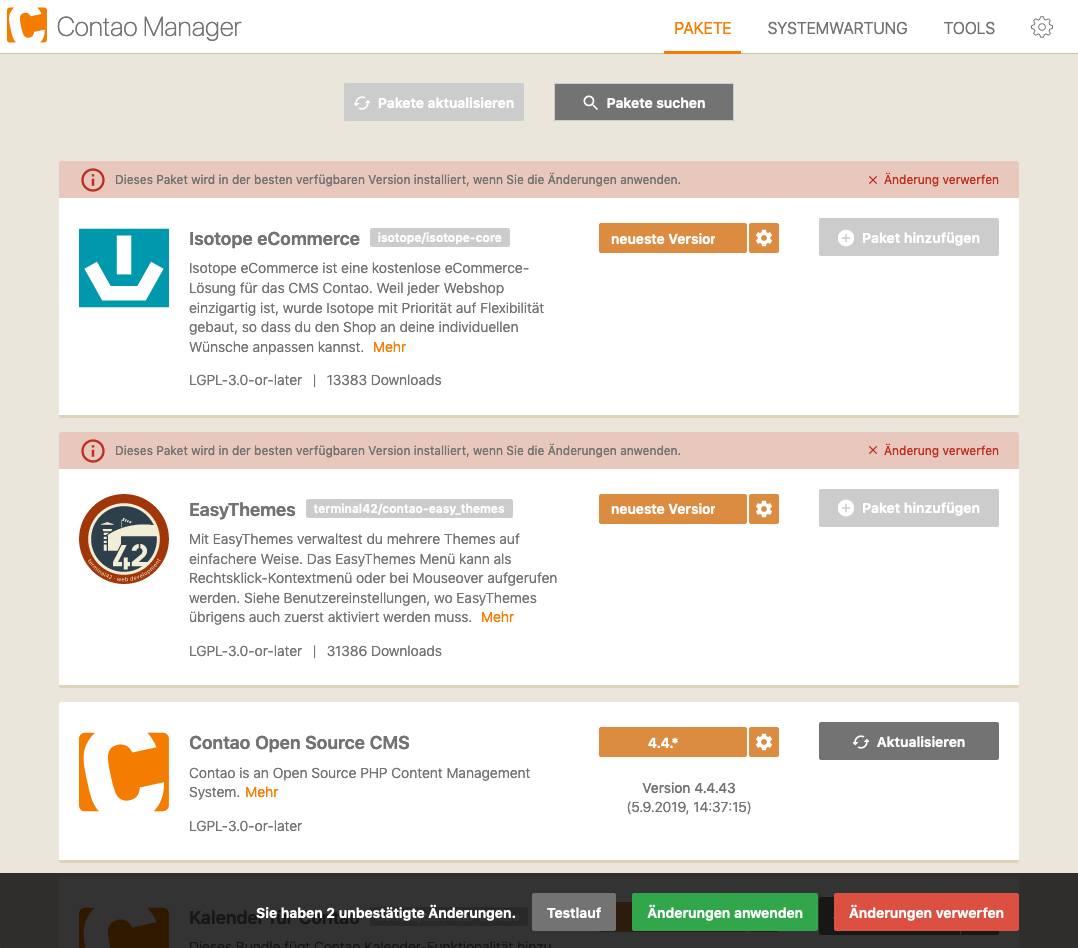 Contao Manager
PAKETE
SYSTEMWARTUNG
TOOLS
Pakete aktualisieren
Pakete suchen
Dieses Paket wird in der besten verfügbaren Version installiert, wenn Sie die Änderungen anwenden.
Änderung verwerfen
Isotope eCommerce
isotope/isotope-core
neueste Version
Paket hinzufügen
Isotope eCommerce ist eine kostenlose eCommerce-
Lösung für das CMS Contao. Weil jeder Webshop
einzigartig ist, wurde Isotope mit Priorität auf Flexibilität
gebaut, so dass du den Shop an deine individuellen
Wünsche anpassen kannst. Mehr
LGPL-3.0-or-later | 13383 Downloads
Dieses Paket wird in der besten verfügbaren Version installiert, wenn Sie die Änderungen anwenden.
Änderung verwerfen
42
terminal42 - web development
EasyThemes
terminal42/contao-easy_themes
neueste Version
Paket hinzufügen
Mit EasyThemes verwaltest du mehrere Themes auf
einfachere Weise. Das EasyThemes Menü kann als
Rechtsklick-Kontextmenü oder bei Mouseover aufgerufen
werden. Siehe Benutzereinstellungen, wo EasyThemes
übrigens auch zuerst aktiviert werden muss. Mehr
LGPL-3.0-or-later | 31386 Downloads
Contao Open Source CMS
4.4.*
Aktualisieren
Contao is an Open Source PHP Content Management
System. Mehr
Version 4.4.43
(5.9.2019, 14:37:15)
LGPL-3.0-or-later
Kalender für Contao
Sie haben 2 unbestätigte Änderungen.
Testlauf
Änderungen anwenden
Änderungen verwerfen
Dieses Bundle fügt Contao Kalender-Funktionalität hinzu